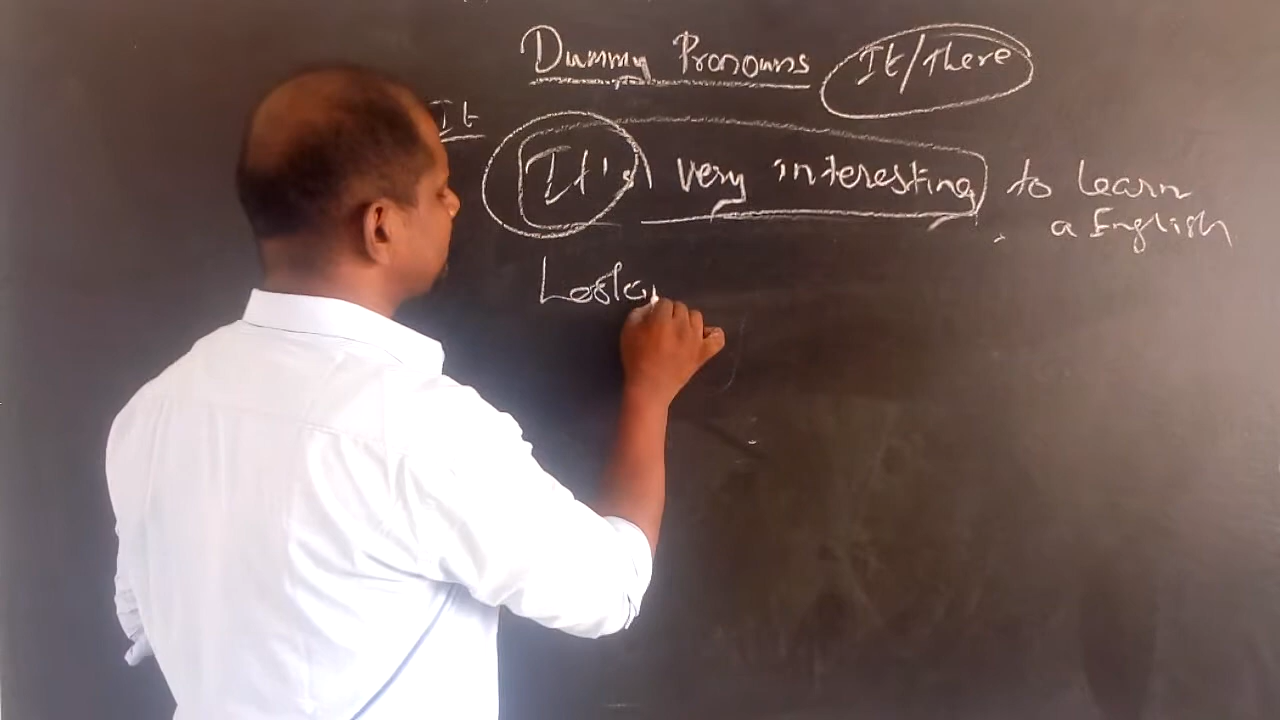 Dummy Pronouns It/There
It
It's very interesting to learn
a English